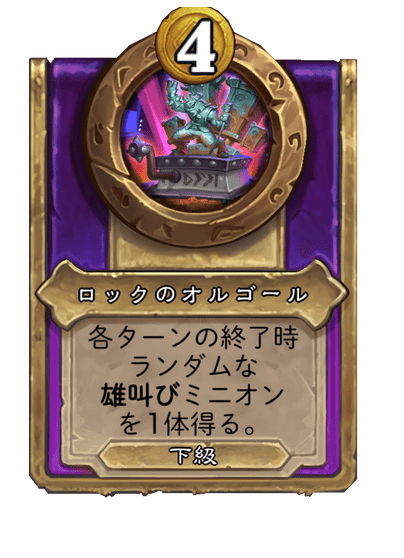 4
ロックのオルゴール
各ターンの終了時
ランダムな
雄叫びミニオン
を1体得る。
下級